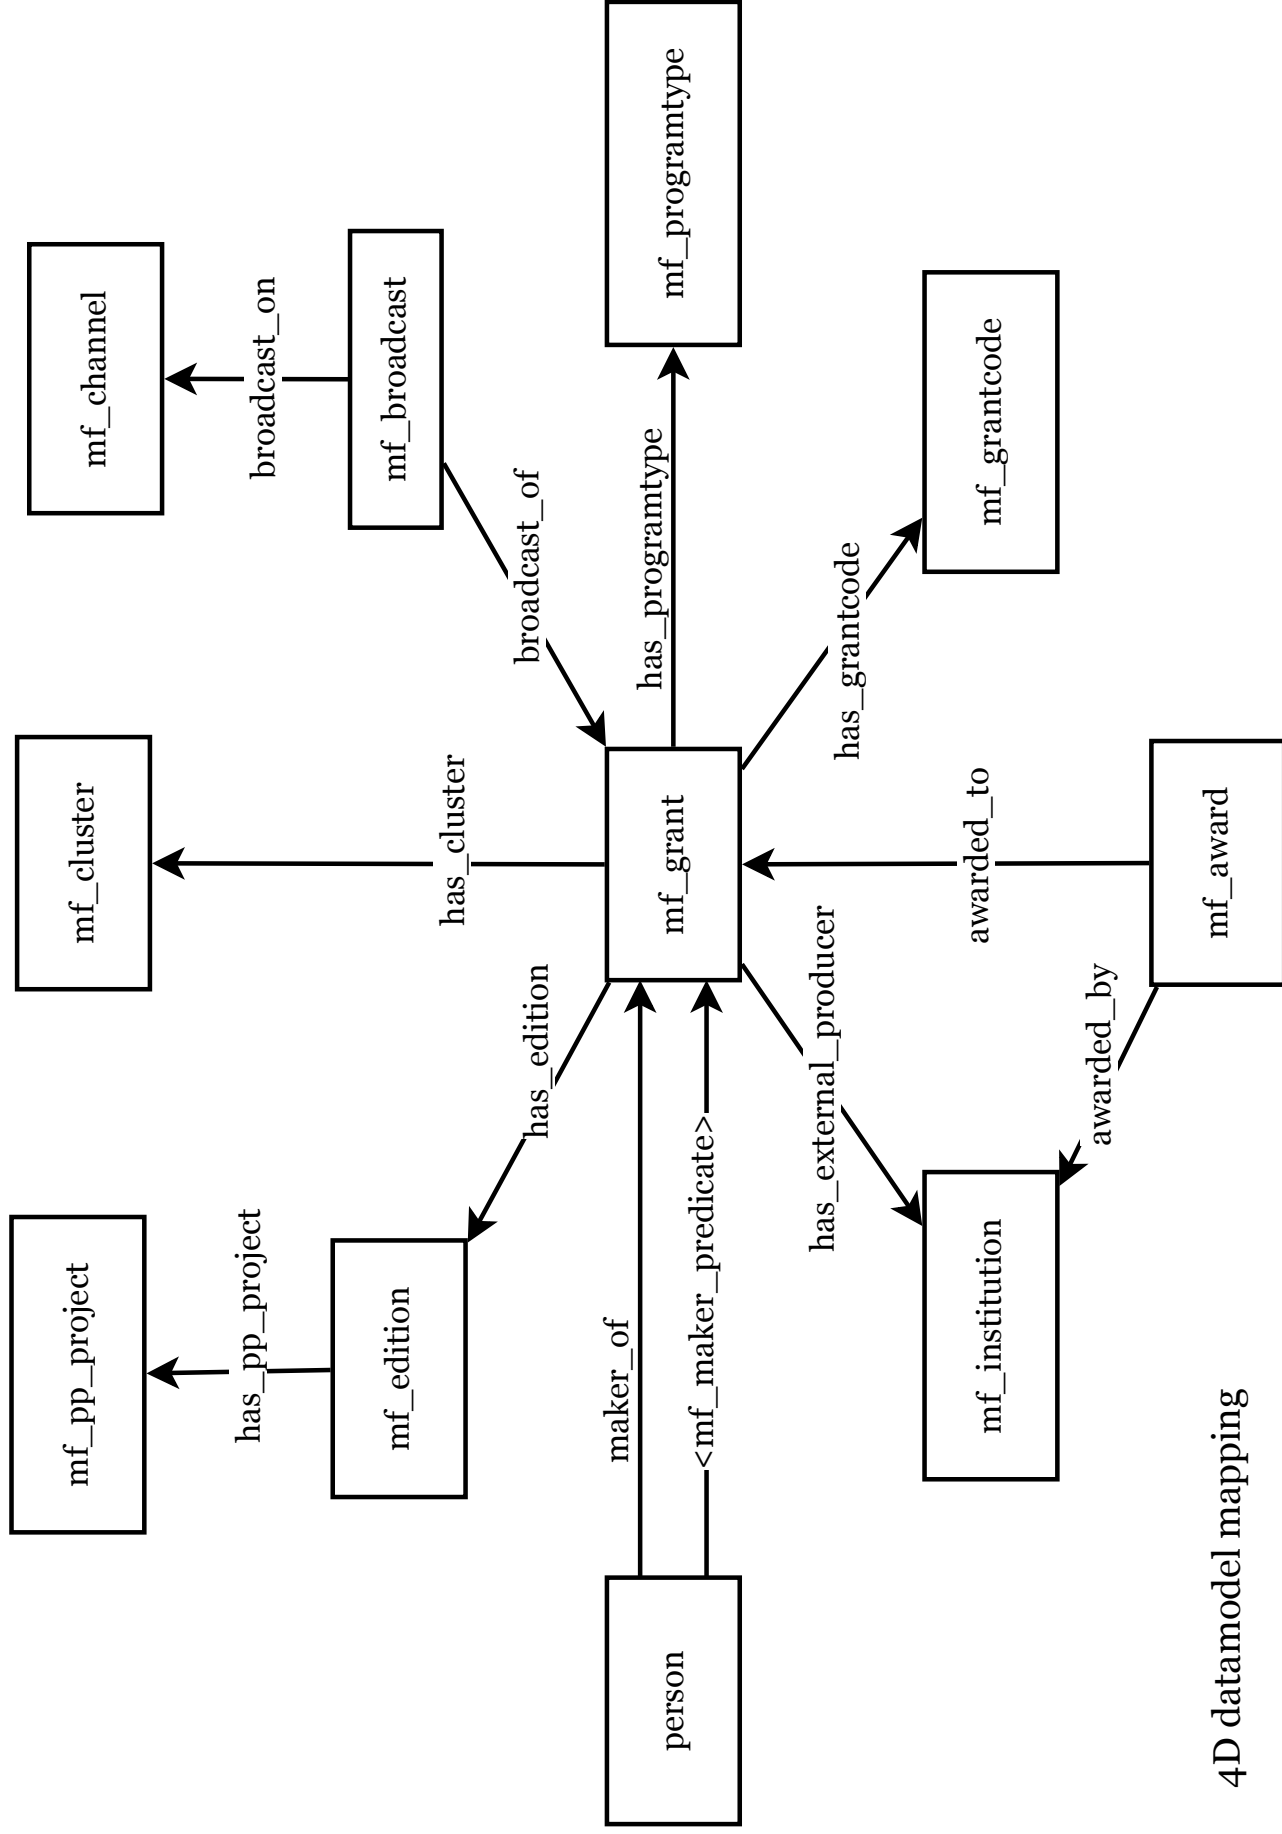 mf_pp_project
mf_cluster
mf_channel
has_pp_project
broadcast_on
mf_edition
has_cluster
mf_broadcast
has_edition
broadcast_of
person
maker_of
<mf_maker_predicate>
mf_grant
has_programtype
mf_programtype
has_external_producer
has_grantcode
mf_institution
awarded_to
mf_grantcode
awarded_by
mf_award
4D datamodel mapping